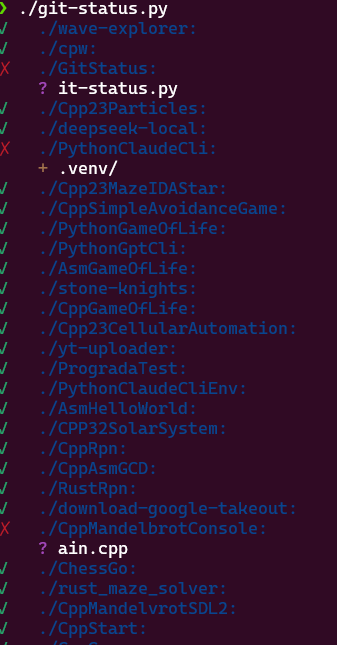 ❯ ./git-status.py
√ ./wave-explorer:
√ ./cpw:
✗ ./GitStatus:
? it-status.py
√ ./Cpp23Particles:
√ ./deepseek-local:
✗ ./PythonClaudeCli:
+ .venv/
√ ./Cpp23MazeIDAStar:
√ ./CppSimpleAvoidanceGame:
√ ./PythonGameOfLife:
√ ./PythonGptCli:
√ ./AsmGameOfLife:
√ ./stone-knights:
√ ./CppGameOfLife:
√ ./Cpp23CellularAutomation:
√ ./yt-uploader:
√ ./ProgradaTest:
√ ./PythonClaudeCliEnv:
√ ./AsmHelloWorld:
√ ./CPP32SolarSystem:
√ ./CppRpn:
√ ./CppAsmGCD:
√ ./RustRpn:
√ ./download-google-takeout:
✗ ./CppMandelbrotConsole:
? ain.cpp
√ ./ChessGo:
√ ./rust_maze_solver:
√ ./CppMandelvrotSDL2:
√ ./CppStart: